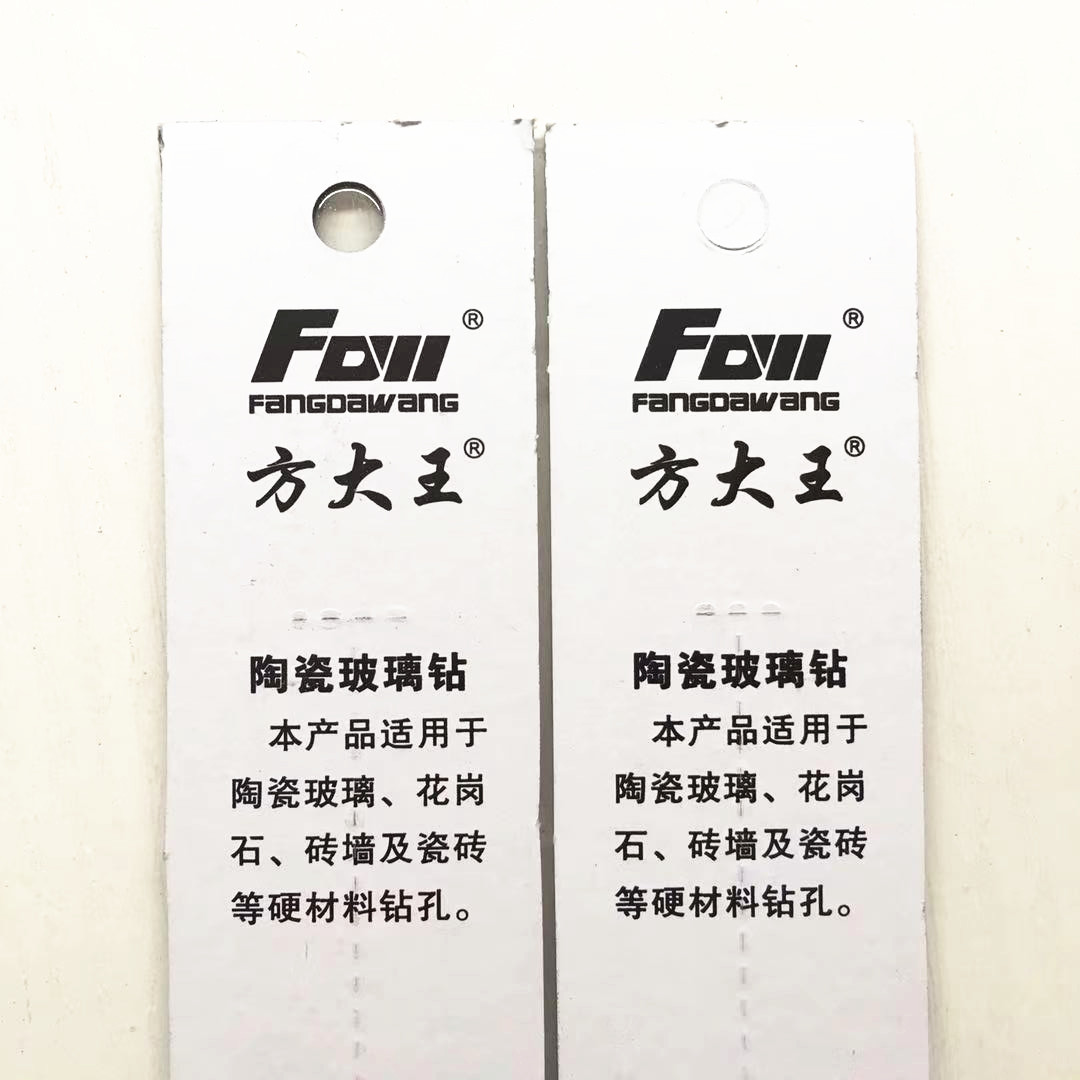 FDW®
FANGDAWANG
方大王®
陶瓷玻璃钻
本产品适用于
陶瓷玻璃、花岗
石、砖墙及瓷砖
等硬材料钻孔。
FDW®
FANGDAWANG
方大王®
陶瓷玻璃钻
本产品适用于
陶瓷玻璃、花岗
石、砖墙及瓷砖
等硬材料钻孔。